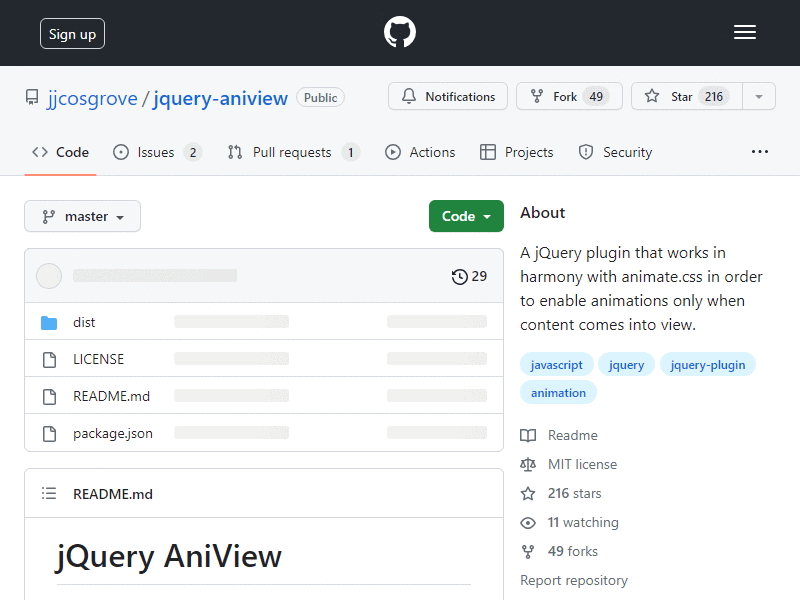 Sign up
jjcosgrove / jquery-aniview Public
Notifications Fork 49 Star 216
Code Issues 2 Pull requests 1 Actions Projects Security
master Code
29
dist
LICENSE
README.md
package.json
README.md
jQuery AniView
About
A jQuery plugin that works in
harmony with animate.css in order
to enable animations only when
content comes into view.
javascript jquery jquery-plugin
animation
Readme
MIT license
216 stars
11 watching
49 forks
Report repository